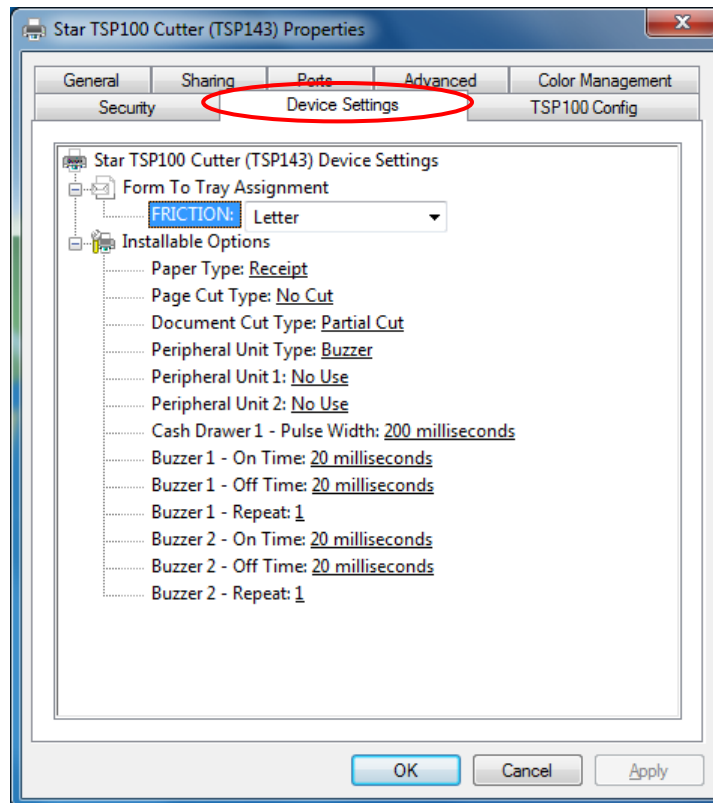 Star TSP100 Cutter (TSP143) Properties
General Sharing Ports Advanced Color Management
Security Device Settings TSP100 Config
Star TSP100 Cutter (TSP143) Device Settings
Form To Tray Assignment
FRICTION: Letter
Installable Options
Paper Type: Receipt
Page Cut Type: No Cut
Document Cut Type: Partial Cut
Peripheral Unit Type: Buzzer
Peripheral Unit 1: No Use
Peripheral Unit 2: No Use
Cash Drawer 1 - Pulse Width: 200 milliseconds
Buzzer 1 - On Time: 20 milliseconds
Buzzer 1 - Off Time: 20 milliseconds
Buzzer 1 - Repeat: 1
Buzzer 2 - On Time: 20 milliseconds
Buzzer 2 - Off Time: 20 milliseconds
Buzzer 2 - Repeat: 1
OK Cancel Apply